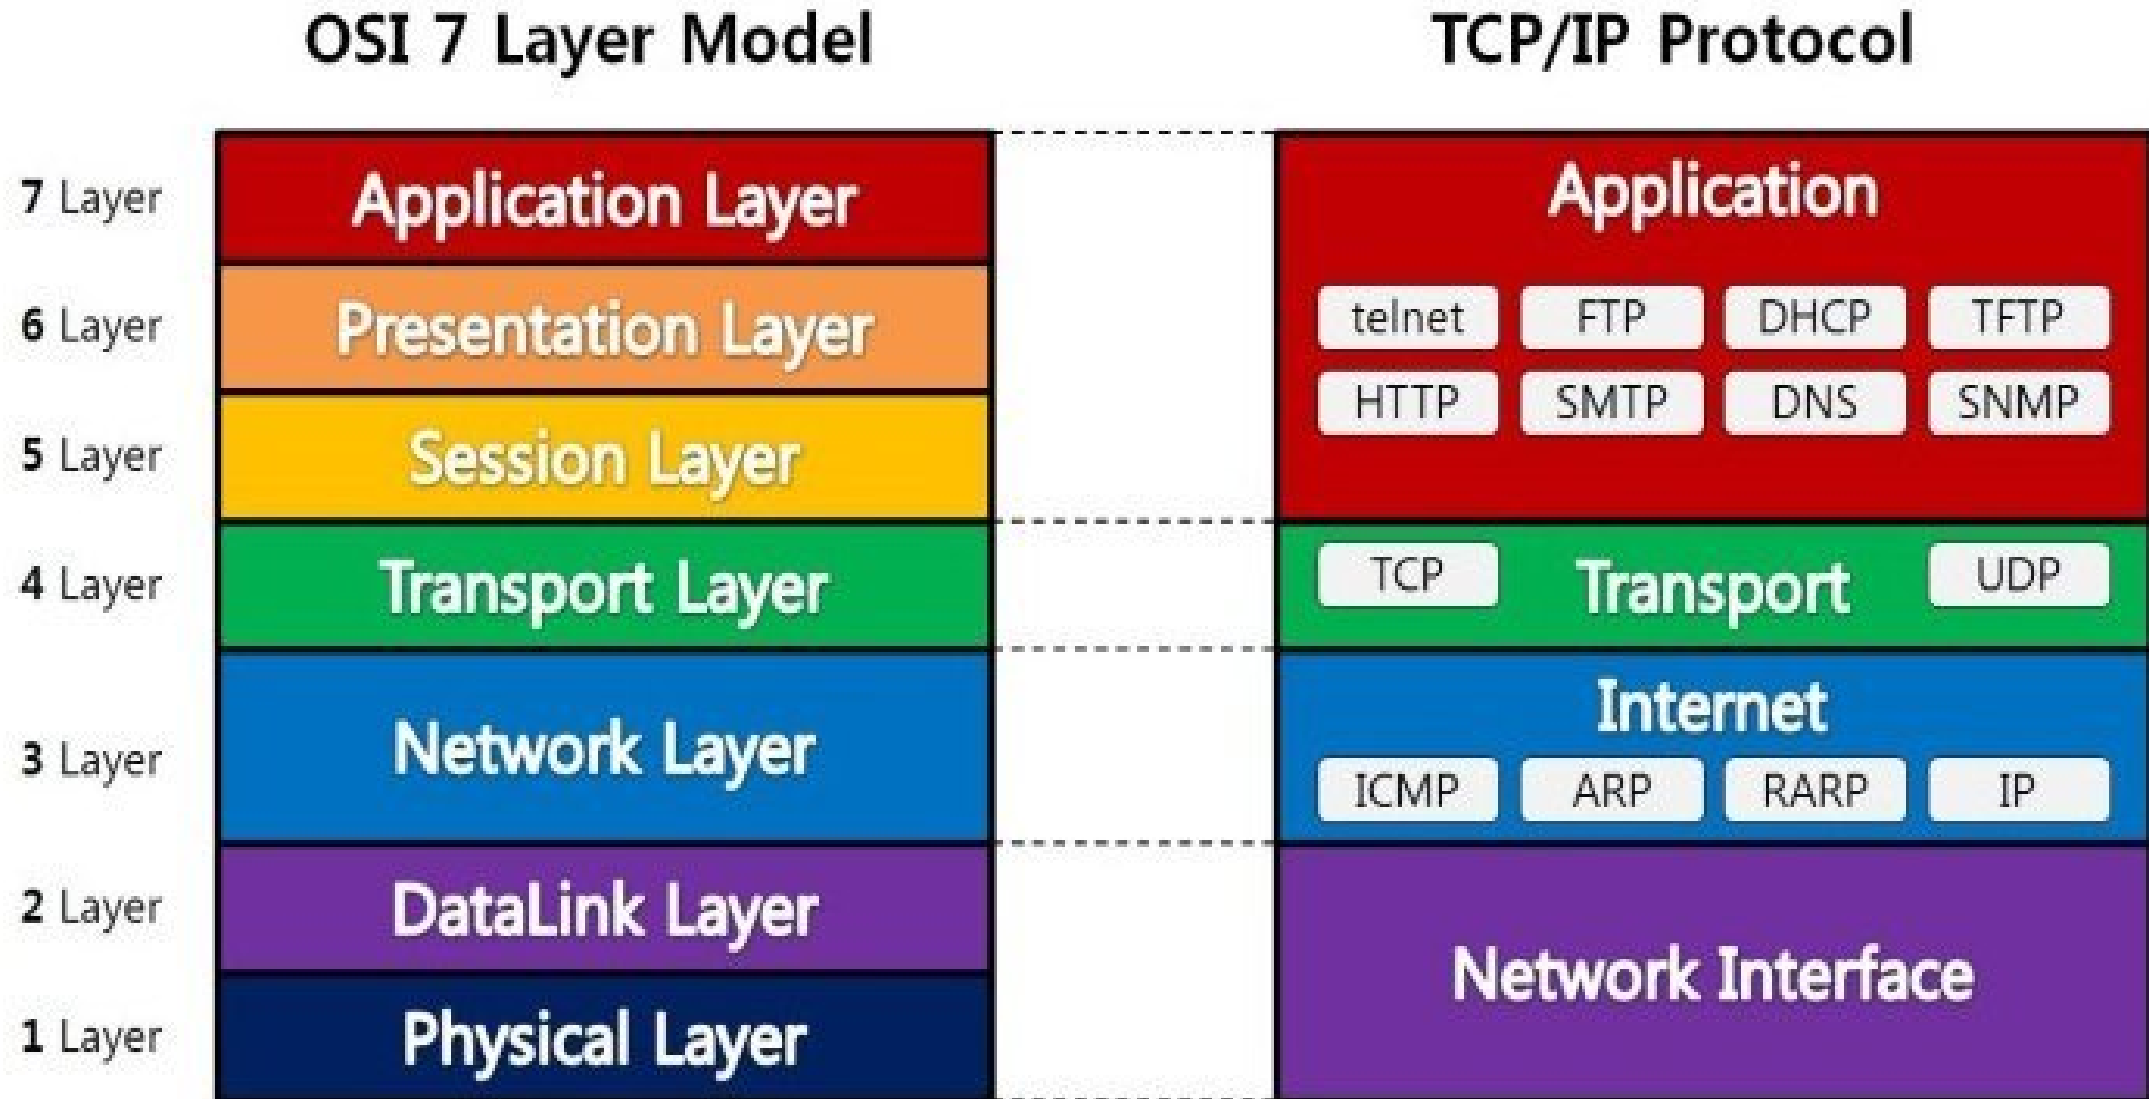 OSI 7 Layer Model
TCP/IP Protocol
7 Layer
Application Layer
6 Layer
Presentation Layer
5 Layer
Session Layer
4 Layer
Transport Layer
3 Layer
Network Layer
2 Layer
DataLink Layer
1 Layer
Physical Layer
Application
telnet FTP DHCP TFTP
HTTP SMTP DNS SNMP
TCP Transport UDP
Internet
ICMP ARP RARP IP
Network Interface